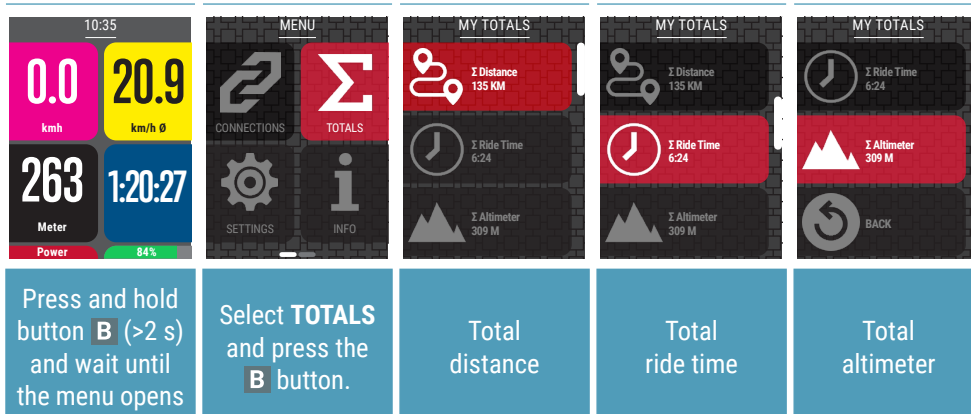 10:35
0.0
kmh
20.9
km/h Ø
263
Meter
1:20:27
Power
84%
Press and hold
button B (>2 s)
and wait until
the menu opens
MENU
CONNECTIONS
TOTALS
SETTINGS
INFO
Select TOTALS
and press the
B button.
MY TOTALS
Σ Distance
135 KM
Σ Ride Time
6:24
Σ Altimeter
309 M
Total
distance
MY TOTALS
Σ Distance
135 KM
Σ Ride Time
6:24
Σ Altimeter
309 M
Total
ride time
MY TOTALS
Σ Ride Time
6:24
Σ Altimeter
309 M
BACK
Total
altimeter